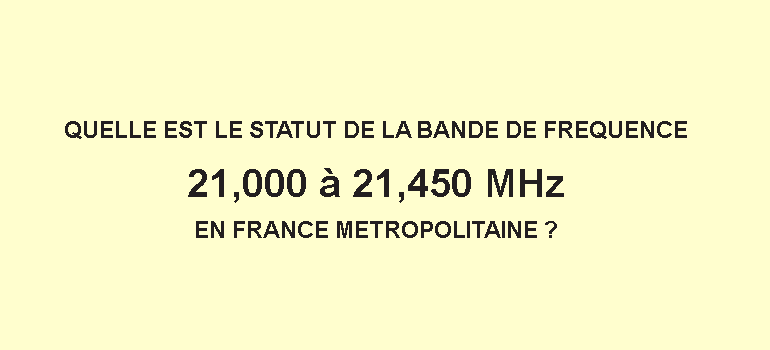 QUELLE EST LE STATUT DE LA BANDE DE FREQUENCE
21,000 à 21,450 MHz
EN FRANCE METROPOLITAINE ?